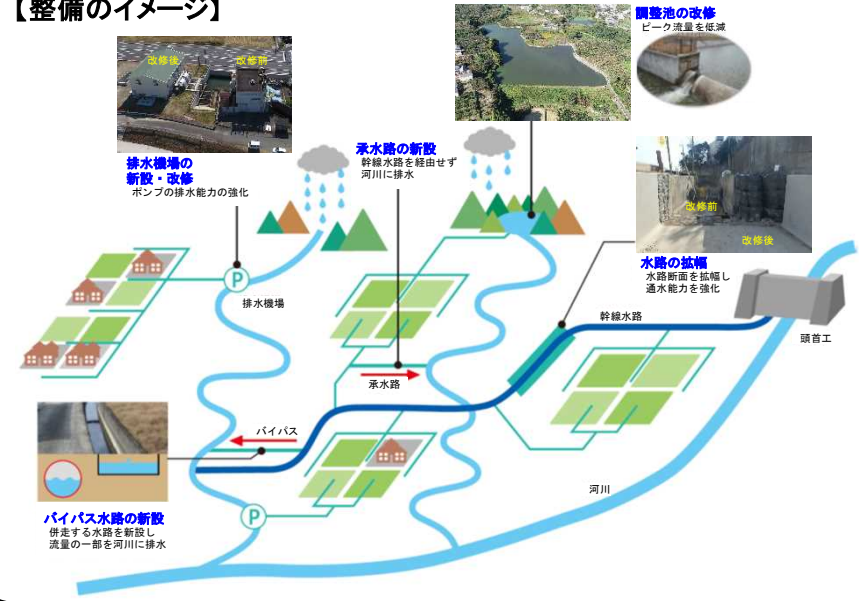 【整備のイメージ】
改修後
改修前
排水機場の
新設・改修
ポンプの排水能力の強化
調整池の改修
ピーク流量を低減
承水路の新設
幹線水路を経由せず
河川に排水
改修前
改修後
水路の拡幅
水路断面を拡幅し
通水能力を強化
P
排水機場
幹線水路
頭首工
承水路
バイパス
河川
P
バイパス水路の新設
併走する水路を新設し
流量の一部を河川に排水